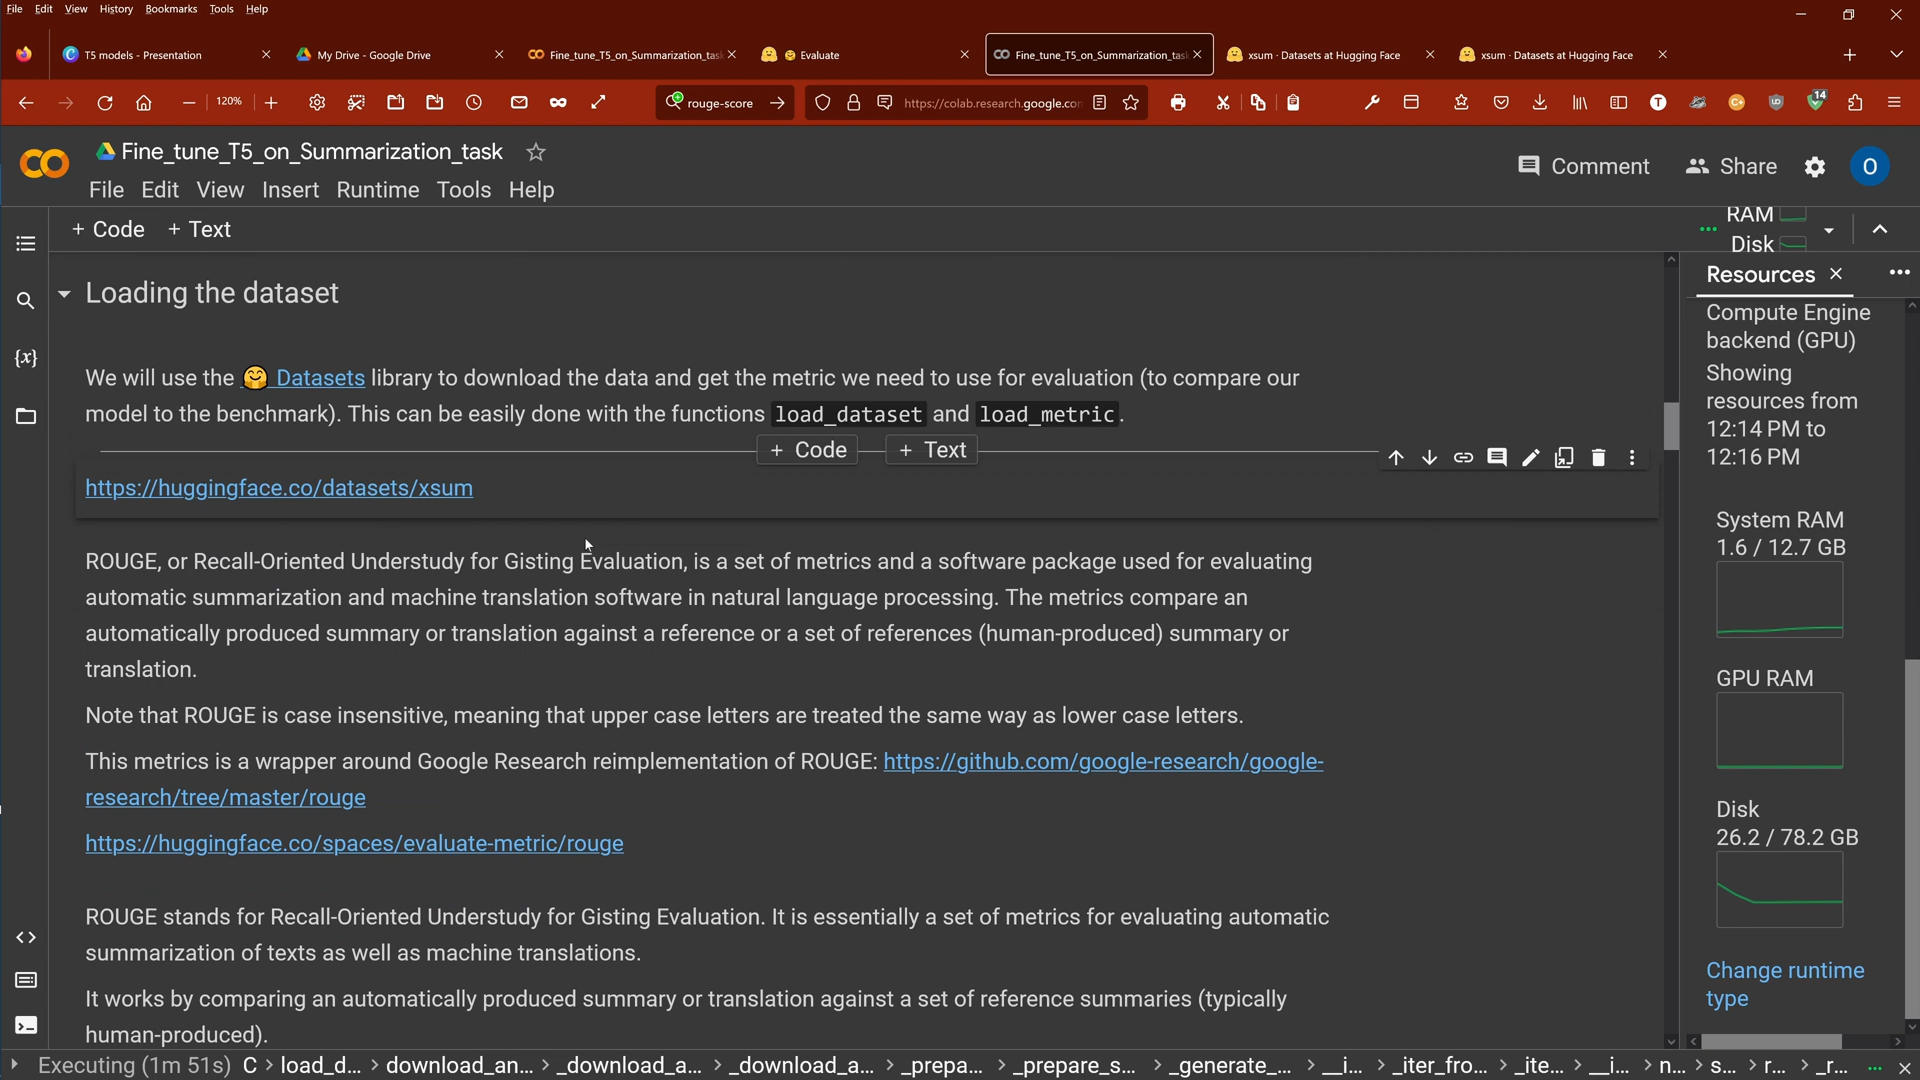 File Edit View History Bookmarks Tools Help
T5 models - Presentation
My Drive - Google Drive
Fine_tune_T5_on_Summarization_tas
Evaluate
Fine_tune_T5_on_Summarization_tas
xsum · Datasets at Hugging Face
xsum · Datasets at Hugging Face
120%
rouge-score
https://colab.research.google.co
14
Fine_tune_T5_on_Summarization_task
File Edit View Insert Runtime Tools Help
Comment
Share
O
+ Code + Text
RAM
Disk
Loading the dataset
We will use the 🤗 Datasets library to download the data and get the metric we need to use for evaluation (to compare our
model to the benchmark). This can be easily done with the functions load_dataset and load_metric.
+ Code + Text
https://huggingface.co/datasets/xsum
ROUGE, or Recall-Oriented Understudy for Gisting Evaluation, is a set of metrics and a software package used for evaluating
automatic summarization and machine translation software in natural language processing. The metrics compare an
automatically produced summary or translation against a reference or a set of references (human-produced) summary or
translation.
Note that ROUGE is case insensitive, meaning that upper case letters are treated the same way as lower case letters.
This metrics is a wrapper around Google Research reimplementation of ROUGE: https://github.com/google-research/google-
research/tree/master/rouge
https://huggingface.co/spaces/evaluate-metric/rouge
ROUGE stands for Recall-Oriented Understudy for Gisting Evaluation. It is essentially a set of metrics for evaluating automatic
summarization of texts as well as machine translations.
It works by comparing an automatically produced summary or translation against a set of reference summaries (typically
human-produced).
Resources
Compute Engine
backend (GPU)
Showing
resources from
12:14 PM to
12:16 PM
System RAM
1.6 / 12.7 GB
GPU RAM
Disk
26.2 / 78.2 GB
Change runtime
type
Executing (1m 51s) C > load_d... > download_an... > _download_a... > _download_a... > _prepa... > _prepare_s... > _generate_... > __i... > _iter_fro... > _ite... > __i... > n... > s... > r... > _r...